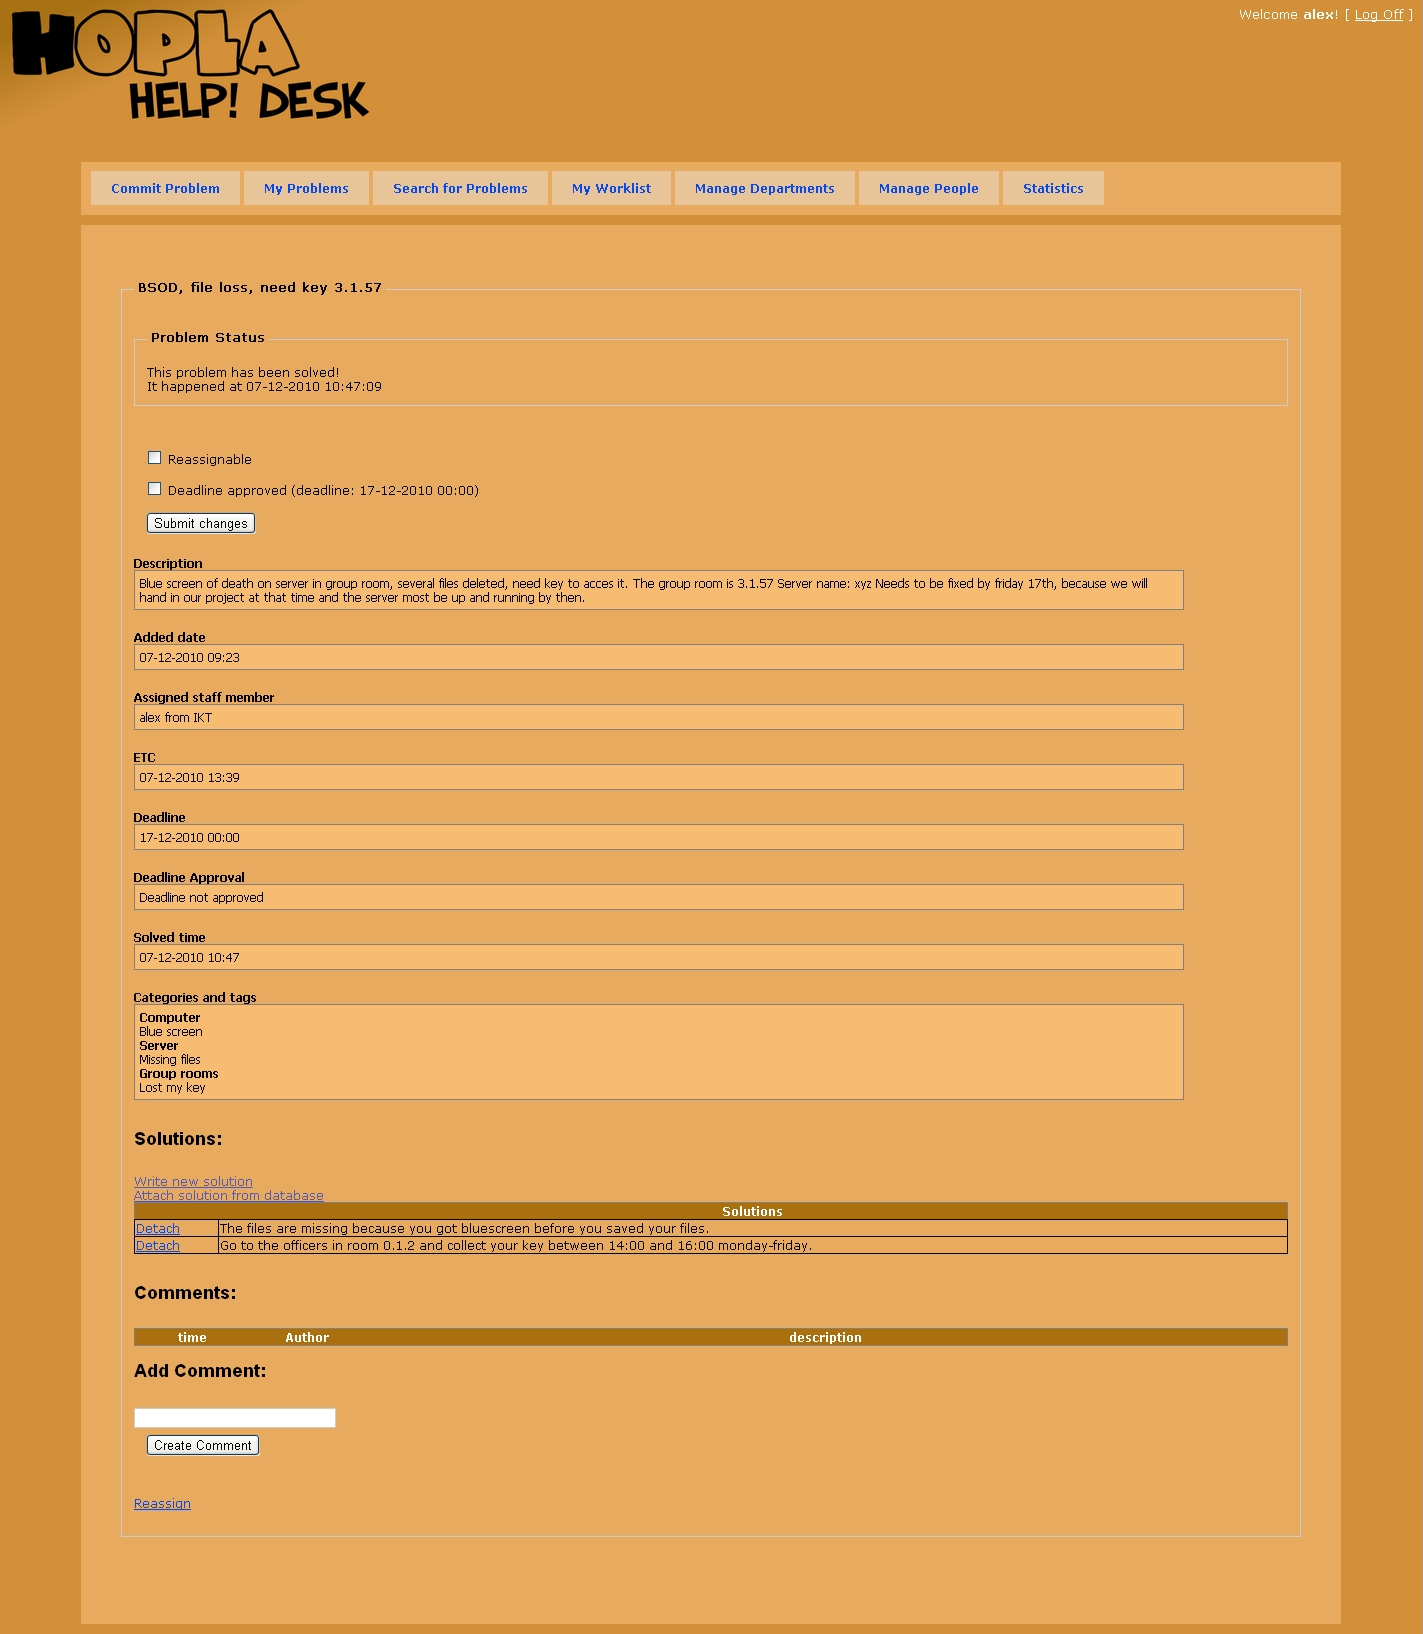 HOPLA
HELP! DESK
Welcome alex! [ Log Off ]
Commit Problem
My Problems
Search for Problems
My Worklist
Manage Departments
Manage People
Statistics
BSOD, file loss, need key 3.1.57
Problem Status
This problem has been solved!
It happened at 07-12-2010 10:47:09
Reassignable
Deadline approved (deadline: 17-12-2010 00:00)
Submit changes
Description
Blue screen of death on server in group room, several files deleted, need key to acces it. The group room is 3.1.57 Server name: xyz Needs to be fixed by friday 17th, because we will
hand in our project at that time and the server most be up and running by then.
Added date
07-12-2010 09:23
Assigned staff member
alex from IKT
ETC
07-12-2010 13:39
Deadline
17-12-2010 00:00
Deadline Approval
Deadline not approved
Solved time
07-12-2010 10:47
Categories and tags
Computer
Blue screen
Server
Missing files
Group rooms
Lost my key
Solutions:
Write new solution
Attach solution from database
Solutions
Detach The files are missing because you got bluescreen before you saved your files.
Detach Go to the officers in room 0.1.2 and collect your key between 14:00 and 16:00 monday-friday.
Comments:
time Author description
Add Comment:
Create Comment
Reassign